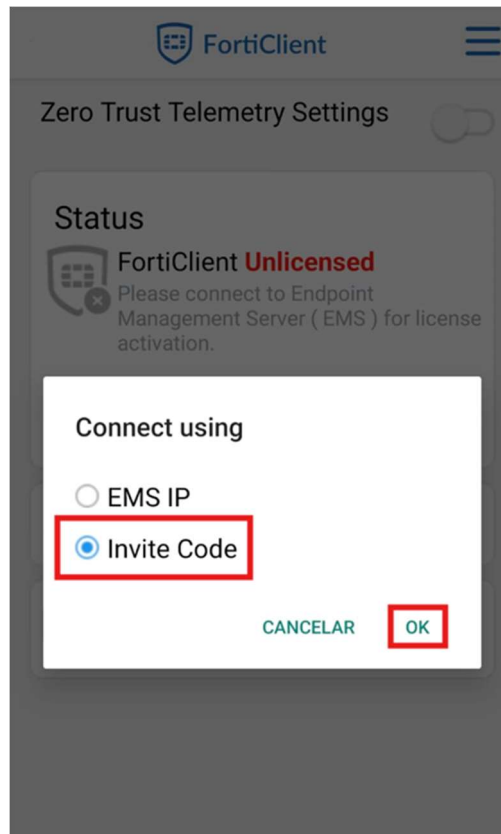 FortiClient
Zero Trust Telemetry Settings
Status
FortiClient Unlicensed
Please connect to Endpoint
Management Server ( EMS ) for license
activation.
Connect using
EMS IP
Invite Code
CANCELAR OK